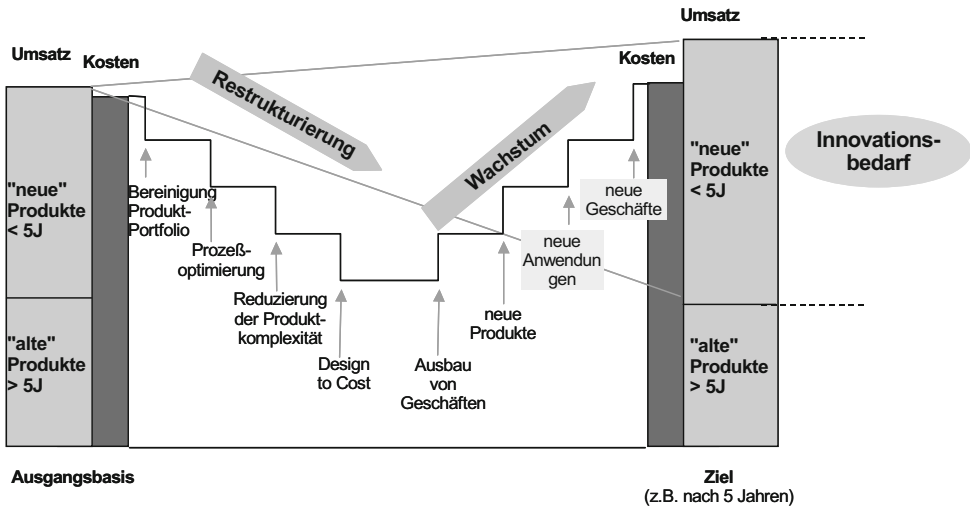 Umsatz
Kosten
Restrukturierung
Wachstum
Kosten
Umsatz
"neue"
Produkte
< 5J
"alte"
Produkte
> 5J
Bereinigung
Produkt-
Portfolio
Prozeß-
optimierung
Reduzierung
der Produkt-
komplexität
Design
to Cost
Ausbau
von
Geschäften
neue
Produkte
neue
Anwendun
gen
neue
Geschäfte
"neue"
Produkte
< 5J
"alte"
Produkte
> 5J
Innovations-
bedarf
Ausgangsbasis
Ziel
(z.B. nach 5 Jahren)